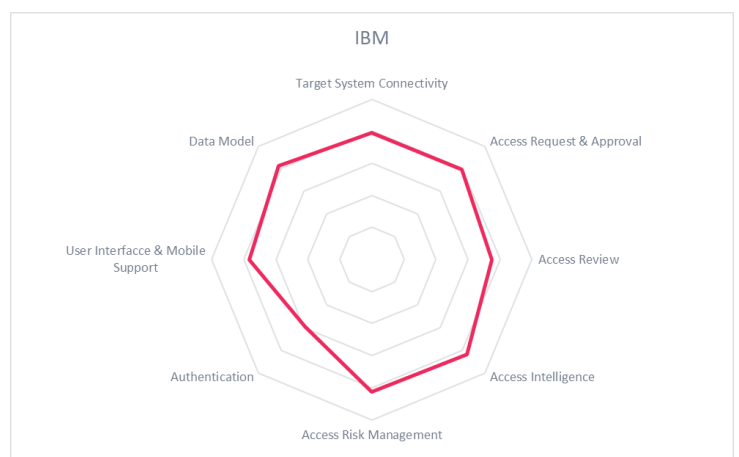 IBM
Target System Connectivity
Data Model
Access Request & Approval
User Interfacce & Mobile
Support
Access Review
Authentication
Access Intelligence
Access Risk Management